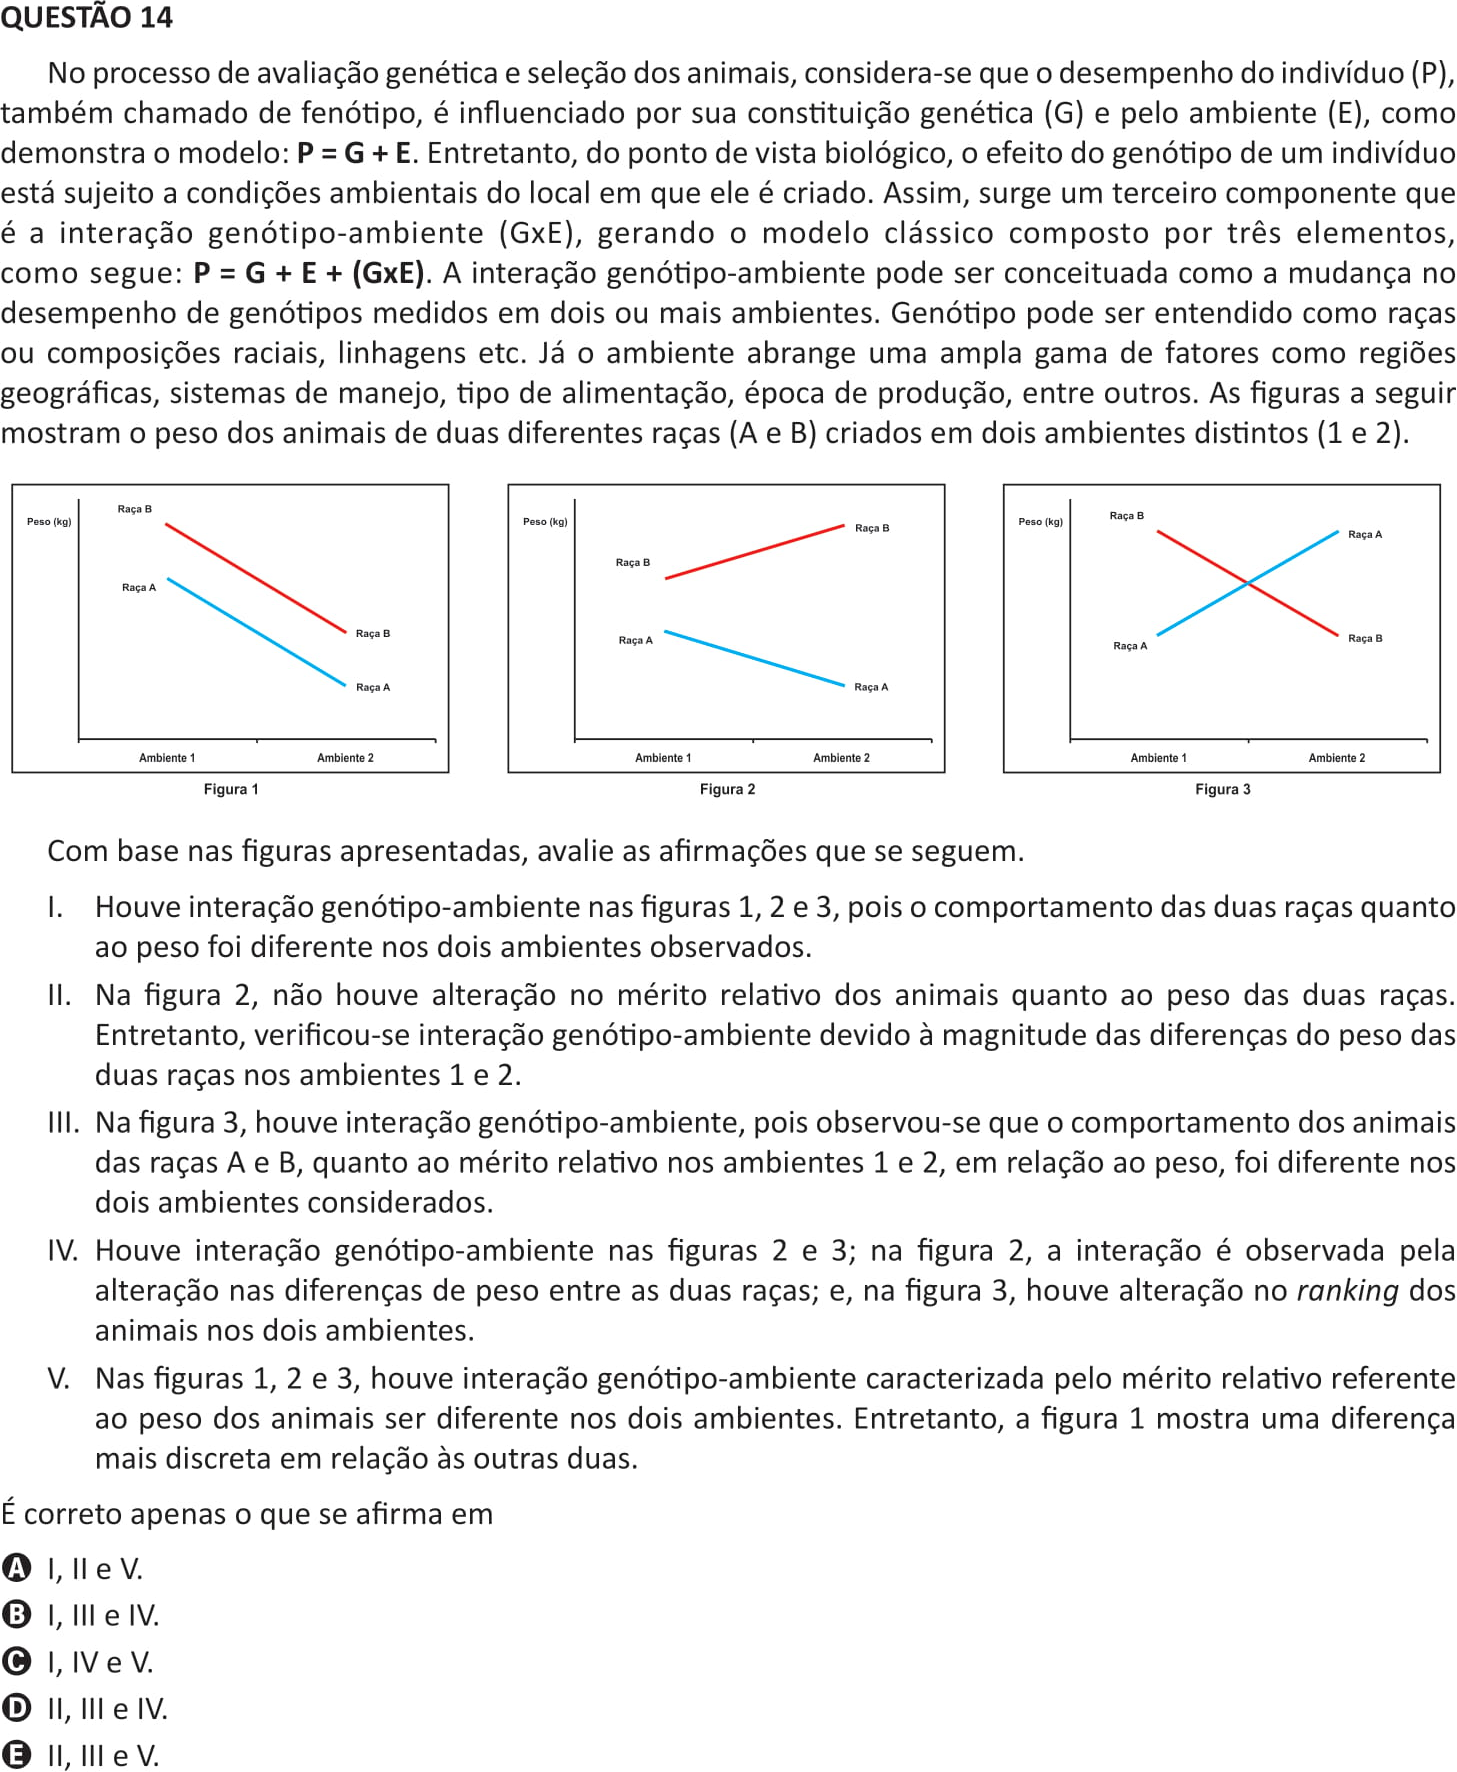 QUESTÃO 14
No processo de avaliação genética e seleção dos animais, considera-se que o desempenho do indivíduo (P),
também chamado de fenótipo, é influenciado por sua constituição genética (G) e pelo ambiente (E), como
demonstra o modelo: P = G + E. Entretanto, do ponto de vista biológico, o efeito do genótipo de um indivíduo
está sujeito a condições ambientais do local em que ele é criado. Assim, surge um terceiro componente que
é a interação genótipo-ambiente (GxE), gerando o modelo clássico composto por três elementos,
como segue: P = G + E + (GxE). A interação genótipo-ambiente pode ser conceituada como a mudança no
desempenho de genótipos medidos em dois ou mais ambientes. Genótipo pode ser entendido como raças
ou composições raciais, linhagens etc. Já o ambiente abrange uma ampla gama de fatores como regiões
geográficas, sistemas de manejo, tipo de alimentação, época de produção, entre outros. As figuras a seguir
mostram o peso dos animais de duas diferentes raças (A e B) criados em dois ambientes distintos (1 e 2).
Peso (kg)
Raça B
Raça A
Raça B
Raça A
Ambiente 1
Ambiente 2
Figura 1
Peso (kg)
Raça B
Raça B
Raça A
Raça A
Ambiente 1
Ambiente 2
Figura 2
Peso (kg)
Raça B
Raça A
Raça A
Raça B
Ambiente 1
Ambiente 2
Figura 3
Com base nas figuras apresentadas, avalie as afirmações que se seguem.
I. Houve interação genótipo-ambiente nas figuras 1, 2 e 3, pois o comportamento das duas raças quanto
ao peso foi diferente nos dois ambientes observados.
II. Na figura 2, não houve alteração no mérito relativo dos animais quanto ao peso das duas raças.
Entretanto, verificou-se interação genótipo-ambiente devido à magnitude das diferenças do peso das
duas raças nos ambientes 1 e 2.
III. Na figura 3, houve interação genótipo-ambiente, pois observou-se que o comportamento dos animais
das raças A e B, quanto ao mérito relativo nos ambientes 1 e 2, em relação ao peso, foi diferente nos
dois ambientes considerados.
IV. Houve interação genótipo-ambiente nas figuras 2 e 3; na figura 2, a interação é observada pela
alteração nas diferenças de peso entre as duas raças; e, na figura 3, houve alteração no ranking dos
animais nos dois ambientes.
V. Nas figuras 1, 2 e 3, houve interação genótipo-ambiente caracterizada pelo mérito relativo referente
ao peso dos animais ser diferente nos dois ambientes. Entretanto, a figura 1 mostra uma diferença
mais discreta em relação às outras duas.
É correto apenas o que se afirma em
A I, II e V.
B I, III e IV.
C I, IV e V.
D II, III e IV.
E II, III e V.